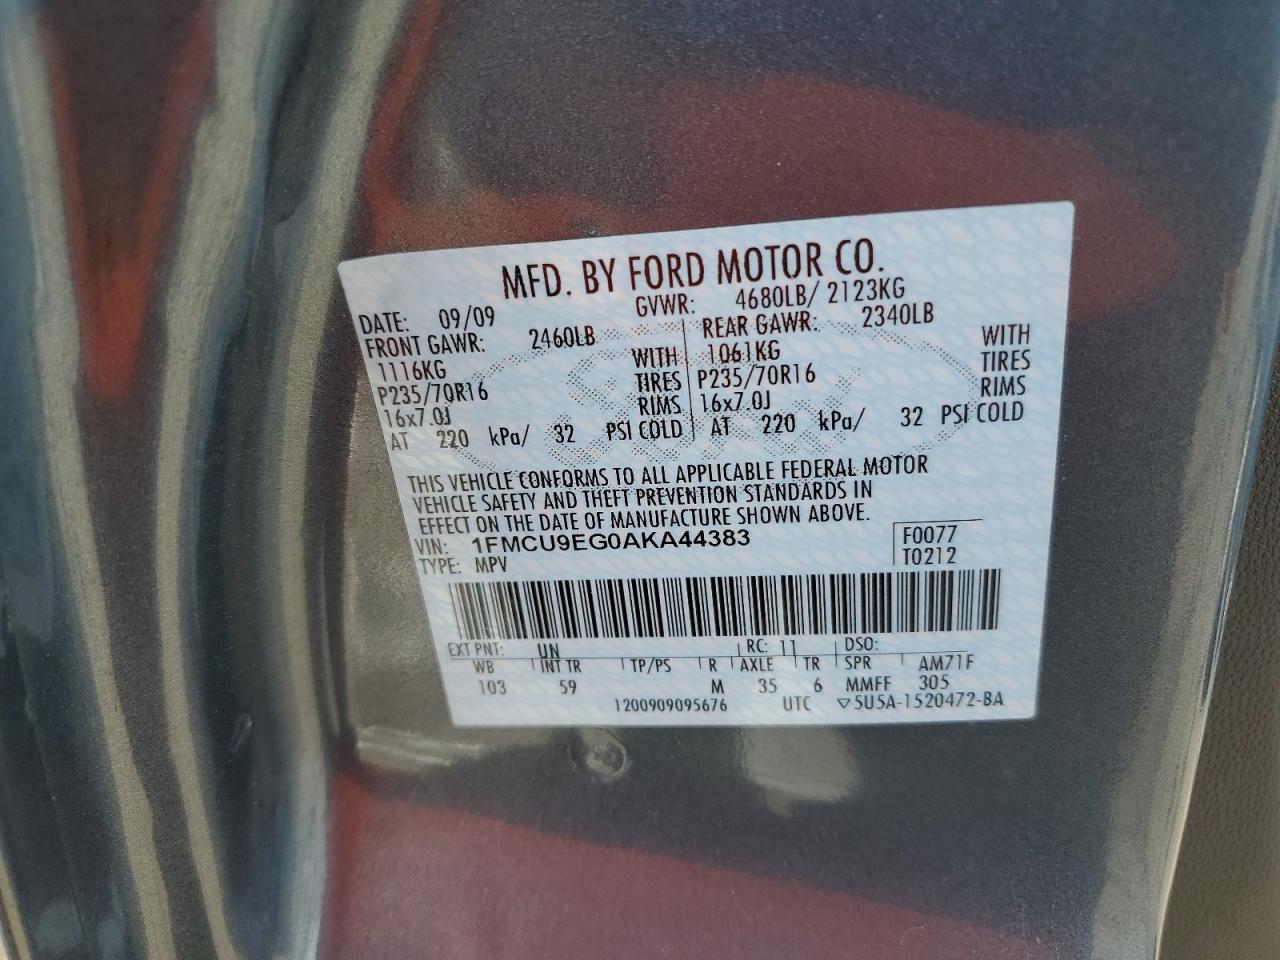 MFD. BY FORD MOTOR CO.
DATE: 09/09 GVWR: 4680LB/ 2123KG
FRONT GAWR: 2460LB REAR GAWR: 2340LB
1116KG WITH 1061KG WITH
P235/70R16 TIRES P235/70R16 TIRES
16x7.0J RIMS 16x7.0J RIMS
AT 220 kPa/ 32 PSI COLD AT 220 kPa/ 32 PSI COLD
THIS VEHICLE CONFORMS TO ALL APPLICABLE FEDERAL MOTOR
VEHICLE SAFETY AND THEFT PREVENTION STANDARDS IN
EFFECT ON THE DATE OF MANUFACTURE SHOWN ABOVE.
VIN: 1FMCU9EG0AKA44383 F0077
TYPE: MPV T0212
EXT PNT: UN RC: 11 DSO:
WB INT TR TP/PS R AXLE TR SPR AM71F
103 59 M 35 6 MMFF 305
1200909095676 UTC ▽5U5A-1520472-BA